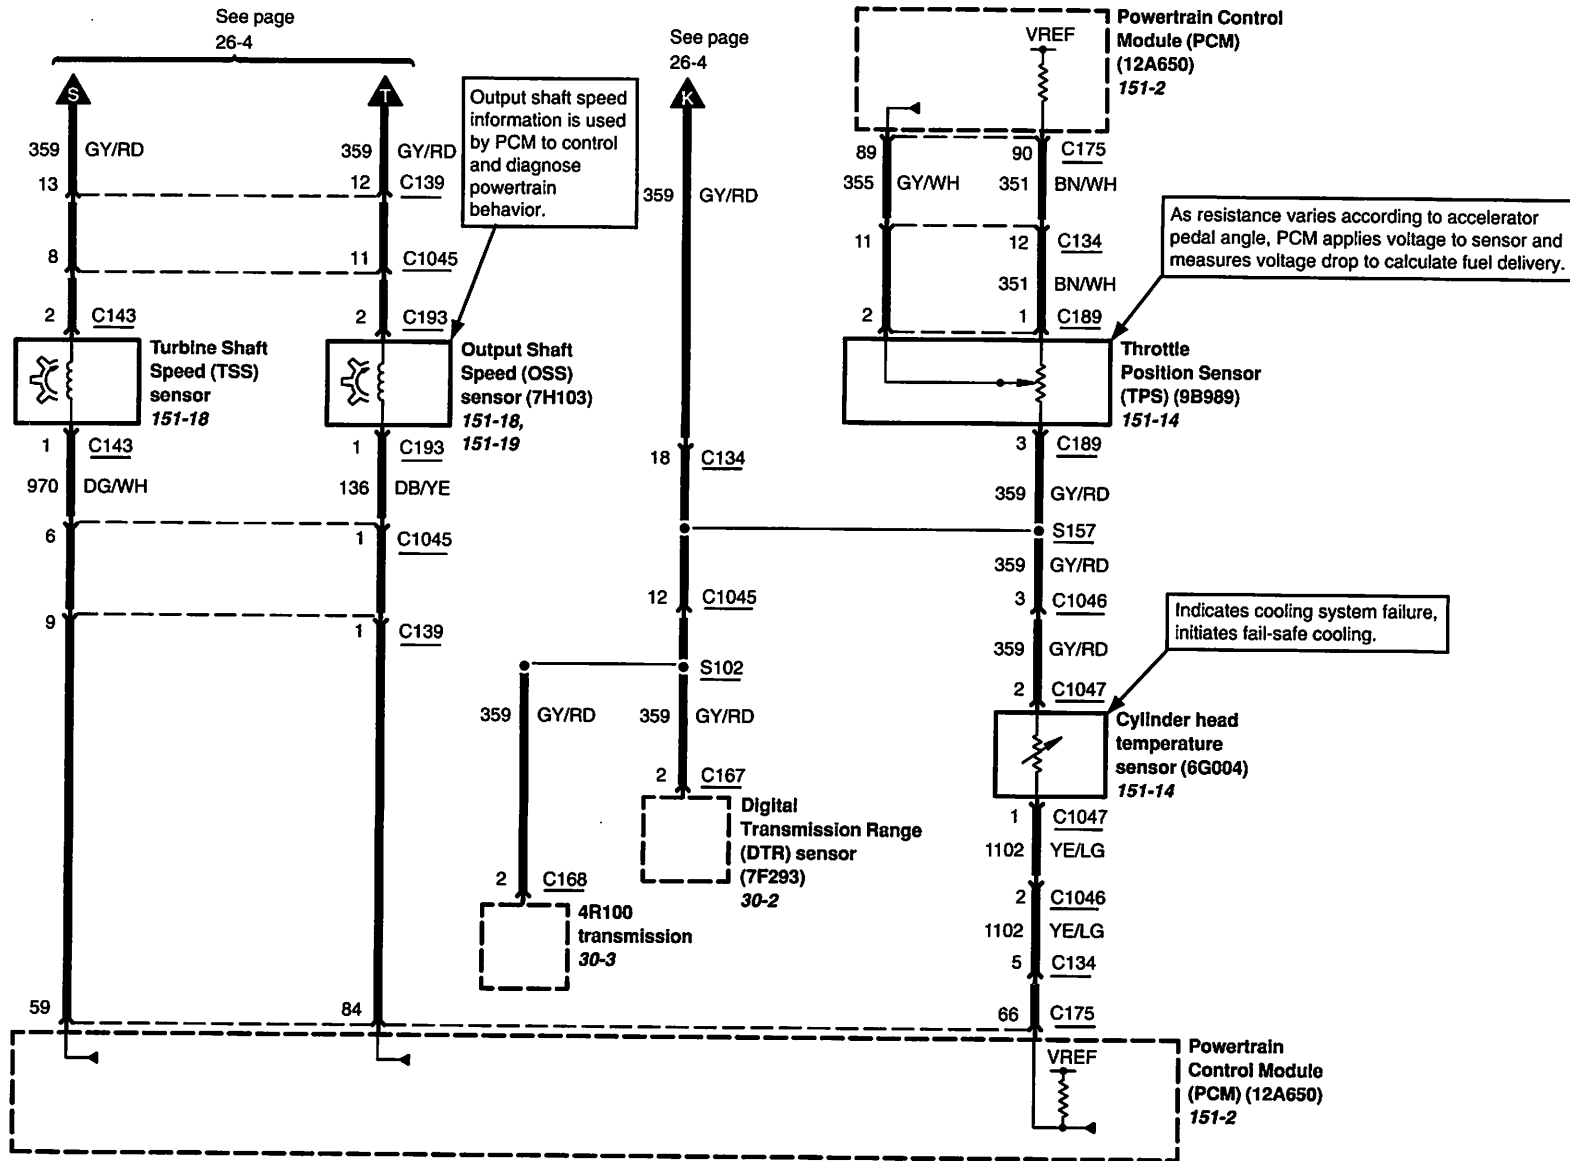 See page
26-4
S
T
359 GY/RD
359 GY/RD
13
12 C139
8
11 C1045
2 C143
2 C193
Output shaft speed
information is used
by PCM to control
and diagnose
powertrain
behavior.
Turbine Shaft
Speed (TSS)
sensor
151-18
Output Shaft
Speed (OSS)
sensor (7H103)
151-18,
151-19
1 C143
1 C193
970 DG/WH
136 DB/YE
6
1 C1045
9
1 C139
59
84
See page
26-4
K
359 GY/RD
18 C134
12 C1045
S102
359 GY/RD
359 GY/RD
2 C167
Digital
Transmission Range
(DTR) sensor
(7F293)
30-2
2 C168
4R100
transmission
30-3
VREF
Powertrain Control
Module (PCM)
(12A650)
151-2
89
90 C175
355 GY/WH
351 BN/WH
11
12 C134
351 BN/WH
2
1 C189
As resistance varies according to accelerator
pedal angle, PCM applies voltage to sensor and
measures voltage drop to calculate fuel delivery.
Throttle
Position Sensor
(TPS) (9B989)
151-14
3 C189
359 GY/RD
S157
359 GY/RD
3 C1046
359 GY/RD
2 C1047
Indicates cooling system failure,
initiates fail-safe cooling.
Cylinder head
temperature
sensor (6G004)
151-14
1 C1047
1102 YE/LG
2 C1046
1102 YE/LG
5 C134
66 C175
VREF
Powertrain
Control Module
(PCM) (12A650)
151-2